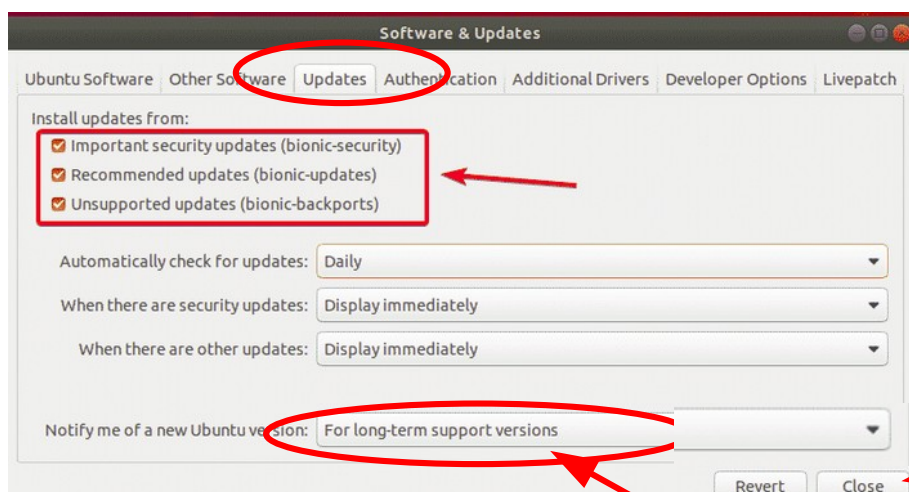 Software & Updates
Ubuntu Software Other Software Updates Authentication Additional Drivers Developer Options Livepatch
Install updates from:
Important security updates (bionic-security)
Recommended updates (bionic-updates)
Unsupported updates (bionic-backports)
Automatically check for updates: Daily
When there are security updates: Display immediately
When there are other updates: Display immediately
Notify me of a new Ubuntu version: For long-term support versions
Revert Close